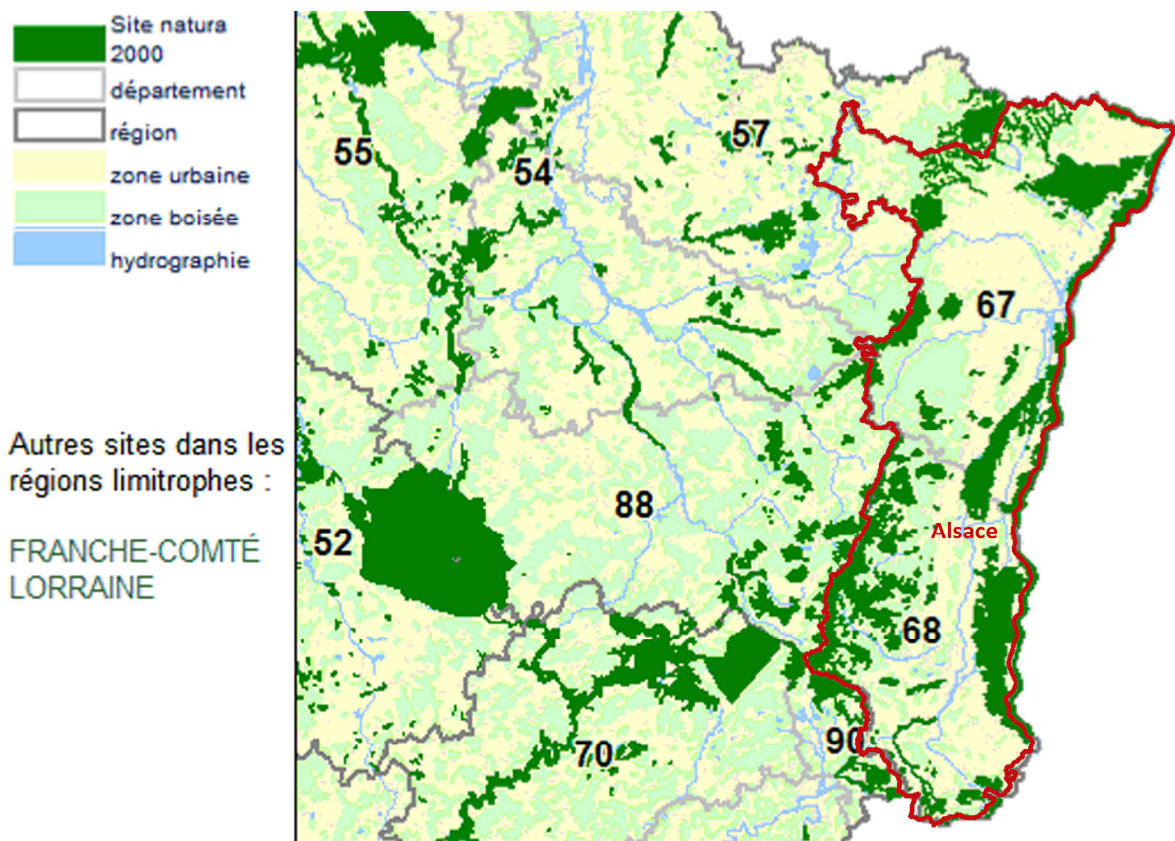 Site natura
2000
département
région
zone urbaine
zone boisée
hydrographie
Autres sites dans les
régions limitrophes :
FRANCHE-COMTÉ
LORRAINE
55
54
57
67
88
52
Alsace
68
70
90